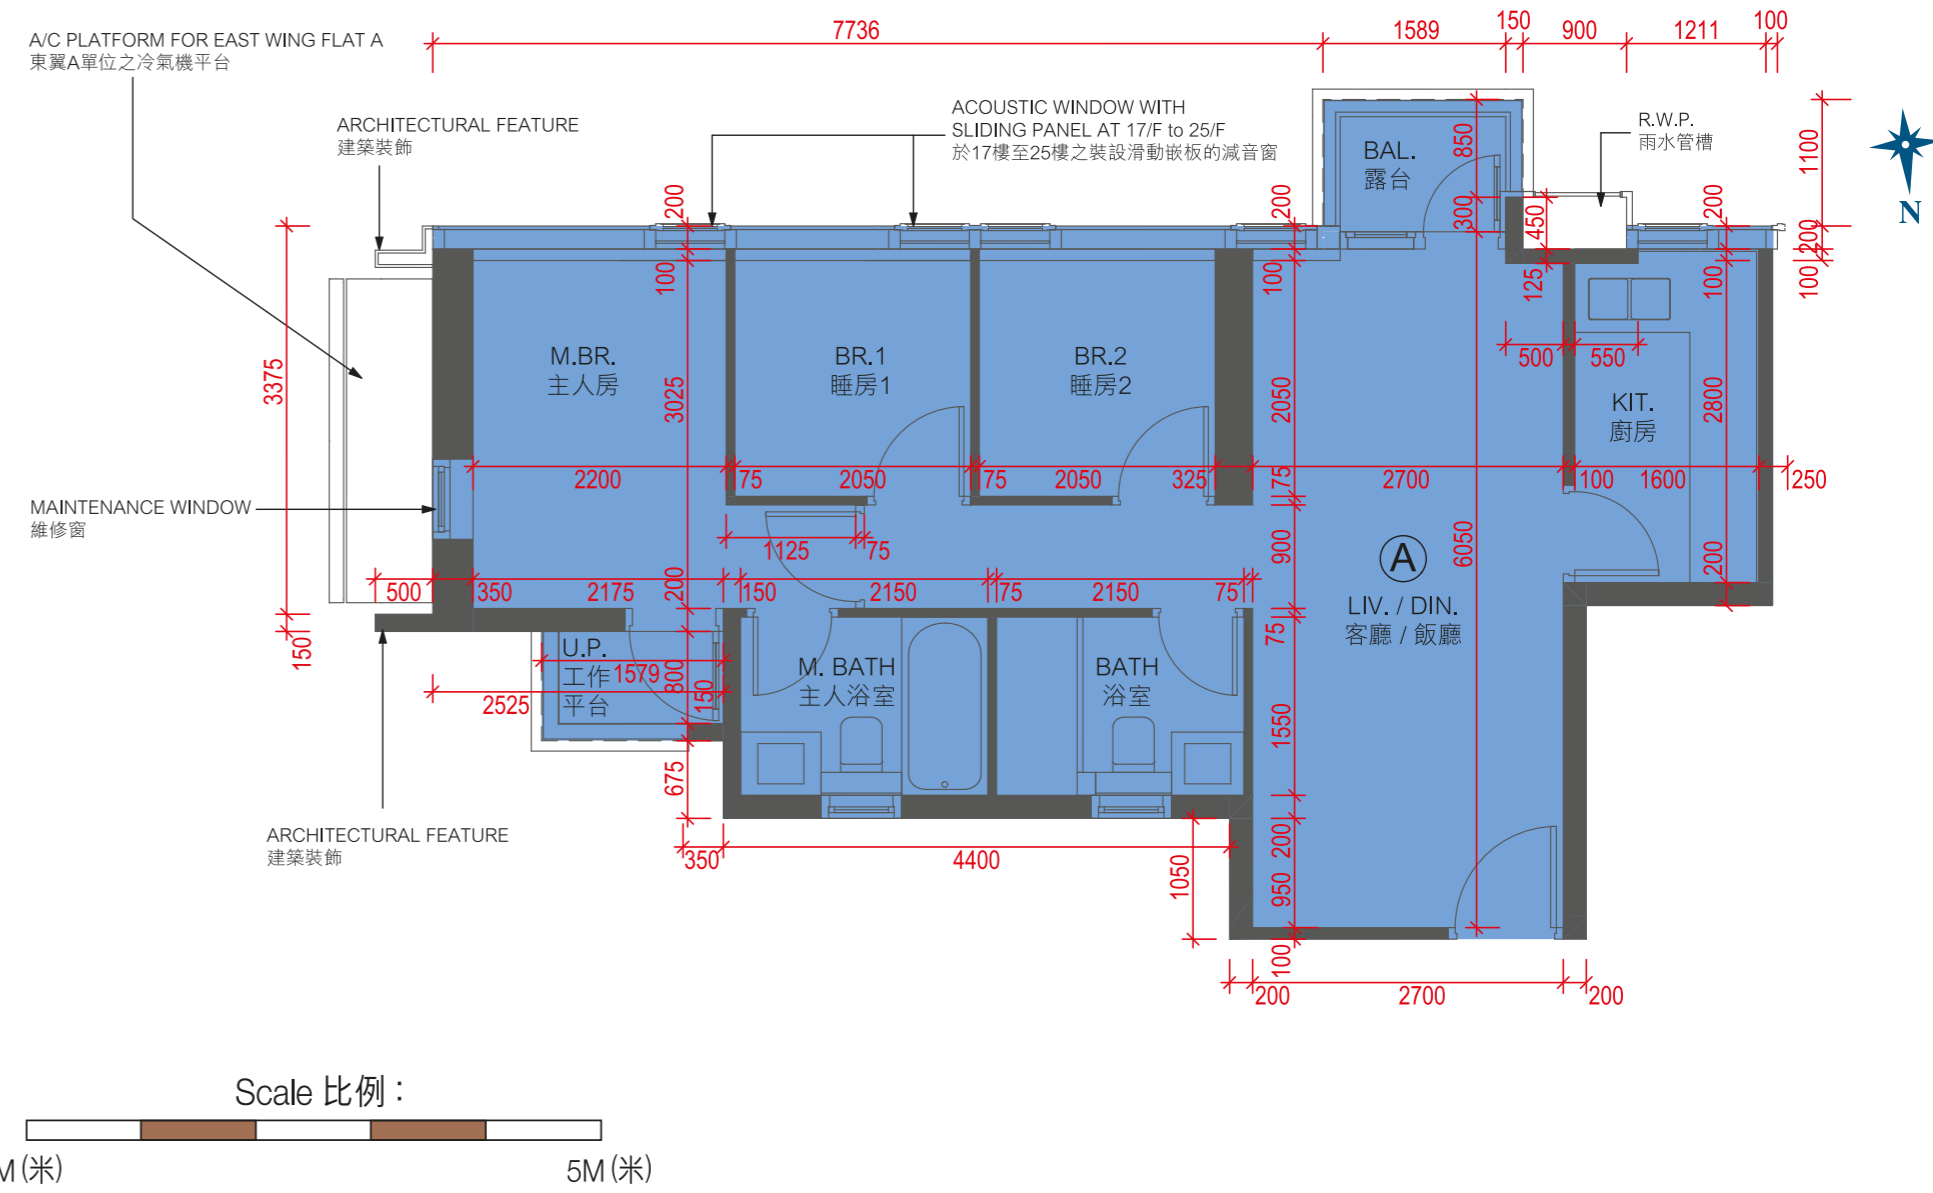 7736
1589
150
900
1211
100
A/C PLATFORM FOR EAST WING FLAT A
東翼A單位之冷氣機平台
ARCHITECTURAL FEATURE
建築裝飾
ACOUSTIC WINDOW WITH
SLIDING PANEL AT 17/F to 25/F
於17樓至25樓之裝設滑動嵌板的減音窗
R.W.P.
雨水管槽
N
BAL.
露台
850
300
450
1100
200
200
200
200
100
100
100
100
125
3375
M.BR.
主人房
BR.1
睡房1
BR.2
睡房2
KIT.
廚房
500
550
3025
2050
2800
2200
75
2050
75
2050
325
75
2700
100
1600
250
MAINTENANCE WINDOW
維修窗
1125
75
900
6050
A
LIV. / DIN.
客廳 / 飯廳
500
350
2175
200
150
2150
75
2150
75
200
150
75
U.P.
工作
平台
1579
800
150
2525
M. BATH
主人浴室
BATH
浴室
1550
675
ARCHITECTURAL FEATURE
建築裝飾
350
4400
1050
200
950
100
200
2700
200
Scale 比例：
M (米)
5M (米)